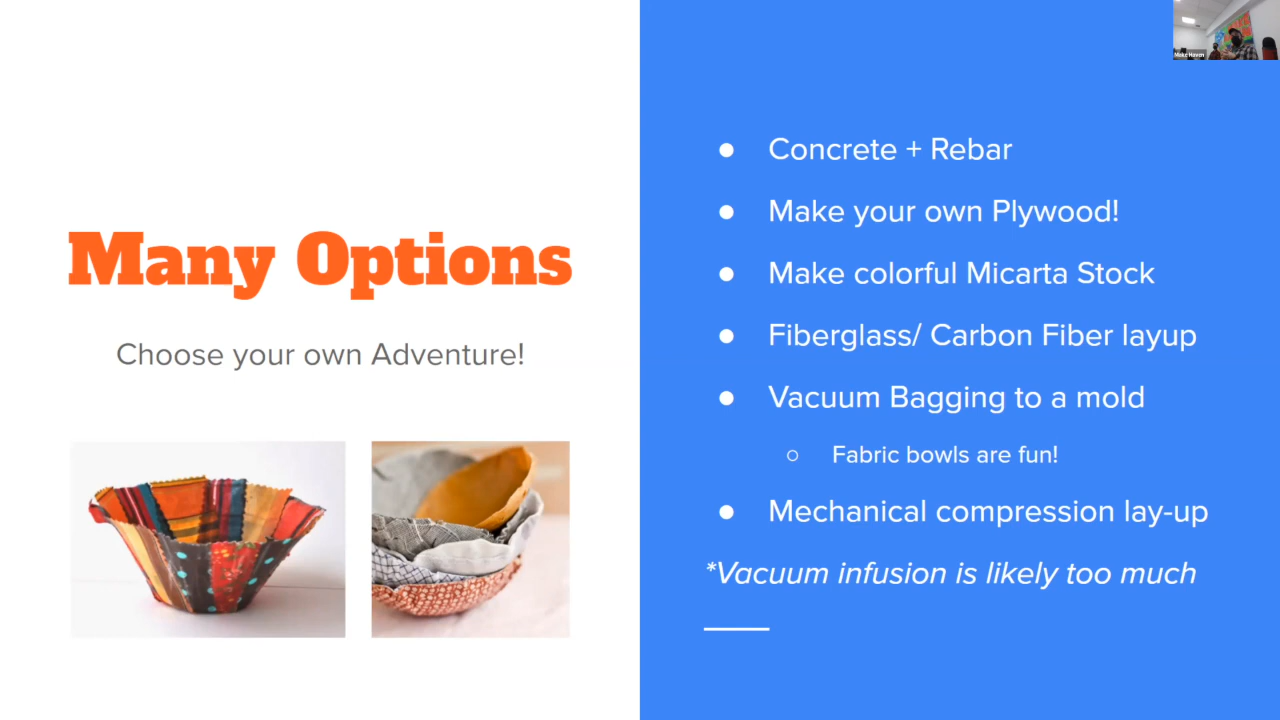 Many Options
Choose your own Adventure!
Make Haven
● Concrete + Rebar
● Make your own Plywood!
● Make colorful Micarta Stock
● Fiberglass/ Carbon Fiber layup
● Vacuum Bagging to a mold
○ Fabric bowls are fun!
● Mechanical compression lay-up
*Vacuum infusion is likely too much